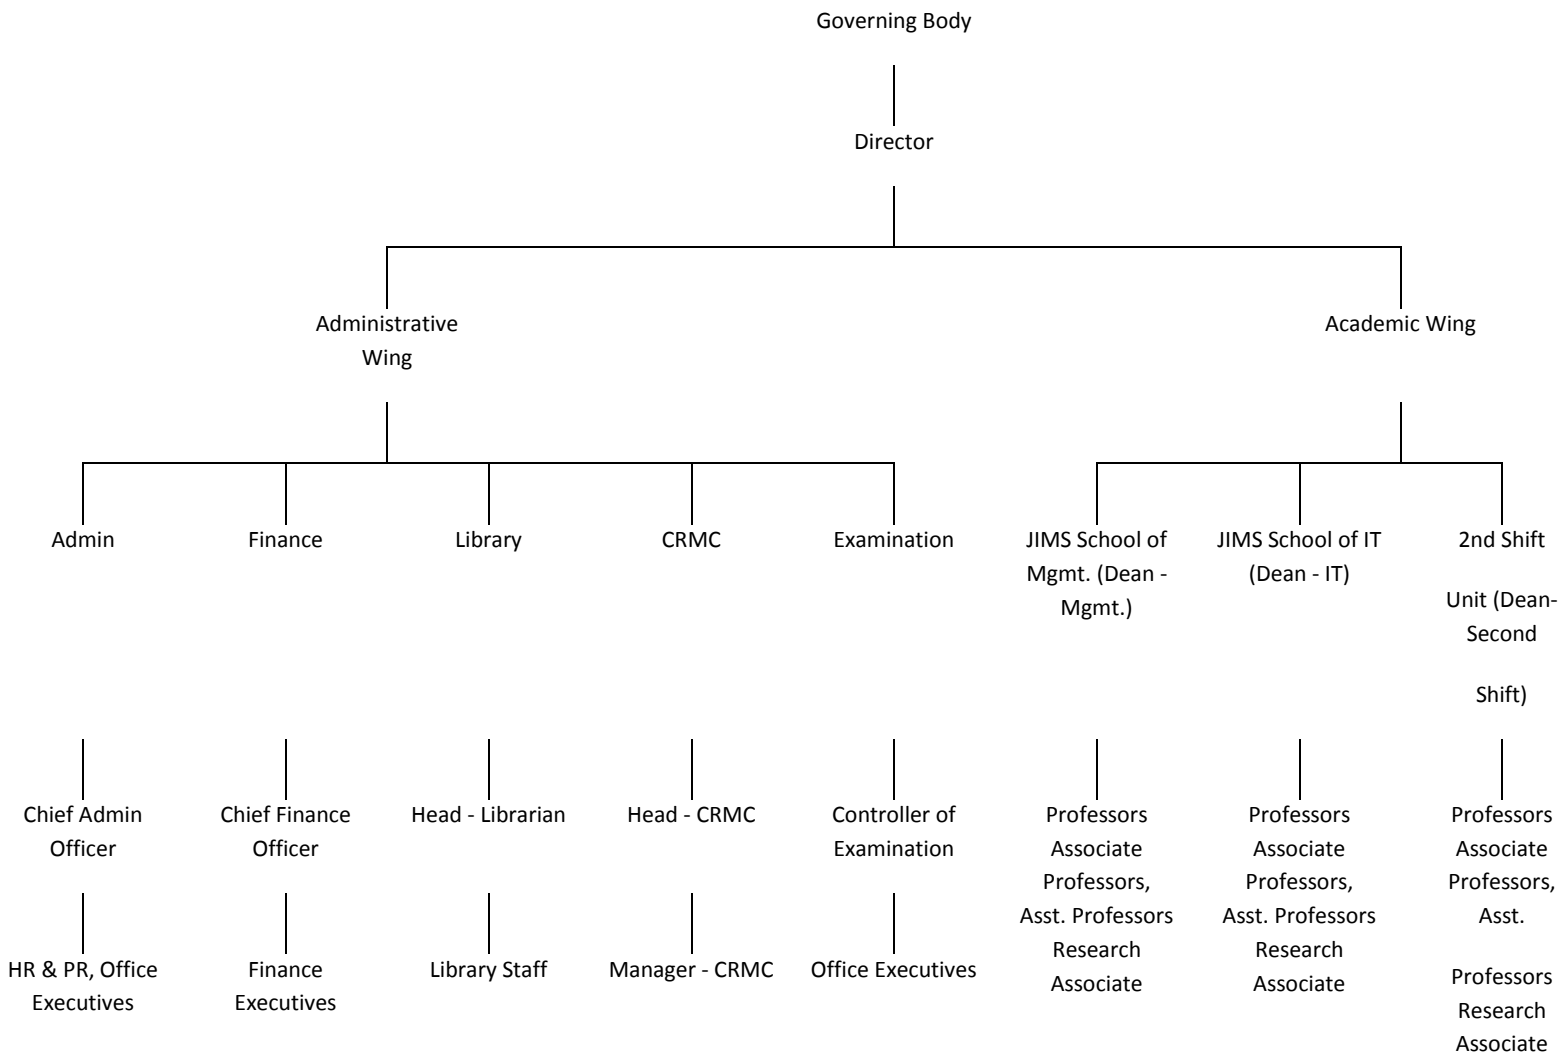 Governing Body
Director
Administrative
Wing
Academic Wing
Admin
Finance
Library
CRMC
Examination
JIMS School of
Mgmt. (Dean -
Mgmt.)
JIMS School of IT
(Dean - IT)
2nd Shift
Unit (Dean-
Second
Shift)
Chief Admin
Officer
Chief Finance
Officer
Head - Librarian
Head - CRMC
Controller of
Examination
Professors
Associate
Professors,
Asst. Professors
Research
Associate
Professors
Associate
Professors,
Asst. Professors
Research
Associate
Professors
Associate
Professors,
Asst.
Professors
Research
Associate
HR & PR, Office
Executives
Finance
Executives
Library Staff
Manager - CRMC
Office Executives